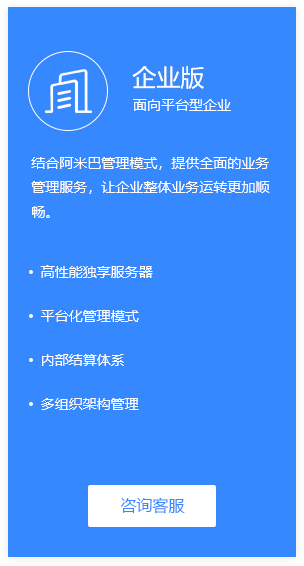 企业版
面向平台型企业
结合阿米巴管理模式，提供全面的业务
管理服务，让企业整体业务运转更加顺
畅。
• 高性能独享服务器
• 平台化管理模式
• 内部结算体系
• 多组织架构管理
咨询客服